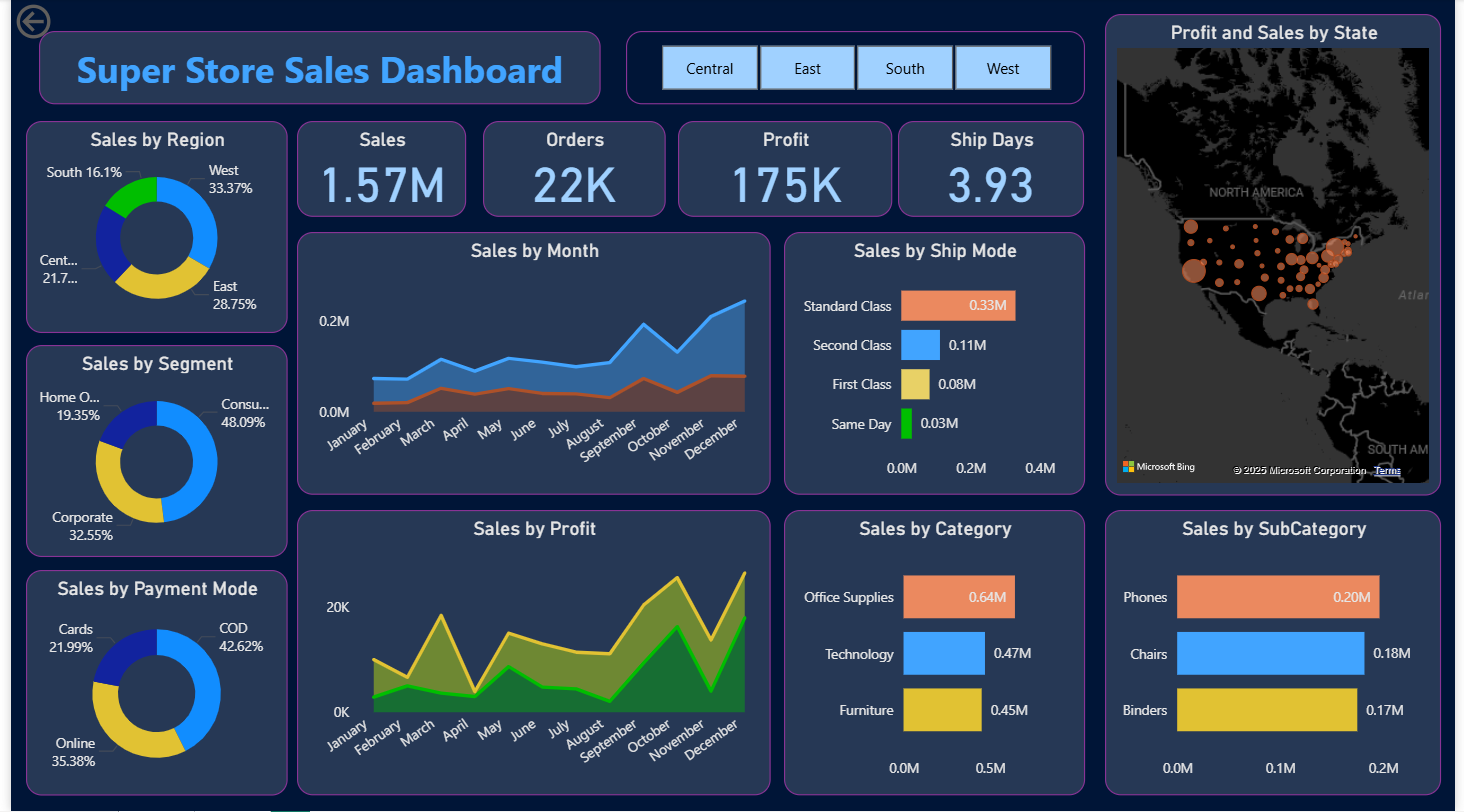 Super Store Sales Dashboard
Central
East
South
West
Profit and Sales by State
NORTH AMERICA
Atlan
SOUTH AM
Microsoft Bing
© 2025 Microsoft Corporation
Terms
Sales by Region
South 16.1%
West
33.37%
Cent...
21.7...
East
28.75%
Sales
1.57M
Orders
22K
Profit
175K
Ship Days
3.93
Sales by Month
0.2M
0.0M
January
February
March
April
May
June
July
August
September
October
November
December
Sales by Ship Mode
Standard Class
0.33M
Second Class
0.11M
First Class
0.08M
Same Day
0.03M
0.0M
0.2M
0.4M
Sales by Segment
Home O...
19.35%
Consu...
48.09%
Corporate
32.55%
Sales by Profit
20K
0K
January
February
March
April
May
June
July
August
September
October
November
December
Sales by Category
Office Supplies
0.64M
Technology
0.47M
Furniture
0.45M
0.0M
0.5M
Sales by SubCategory
Phones
0.20M
Chairs
0.18M
Binders
0.17M
0.0M
0.1M
0.2M
Sales by Payment Mode
Cards
21.99%
COD
42.62%
Online
35.38%